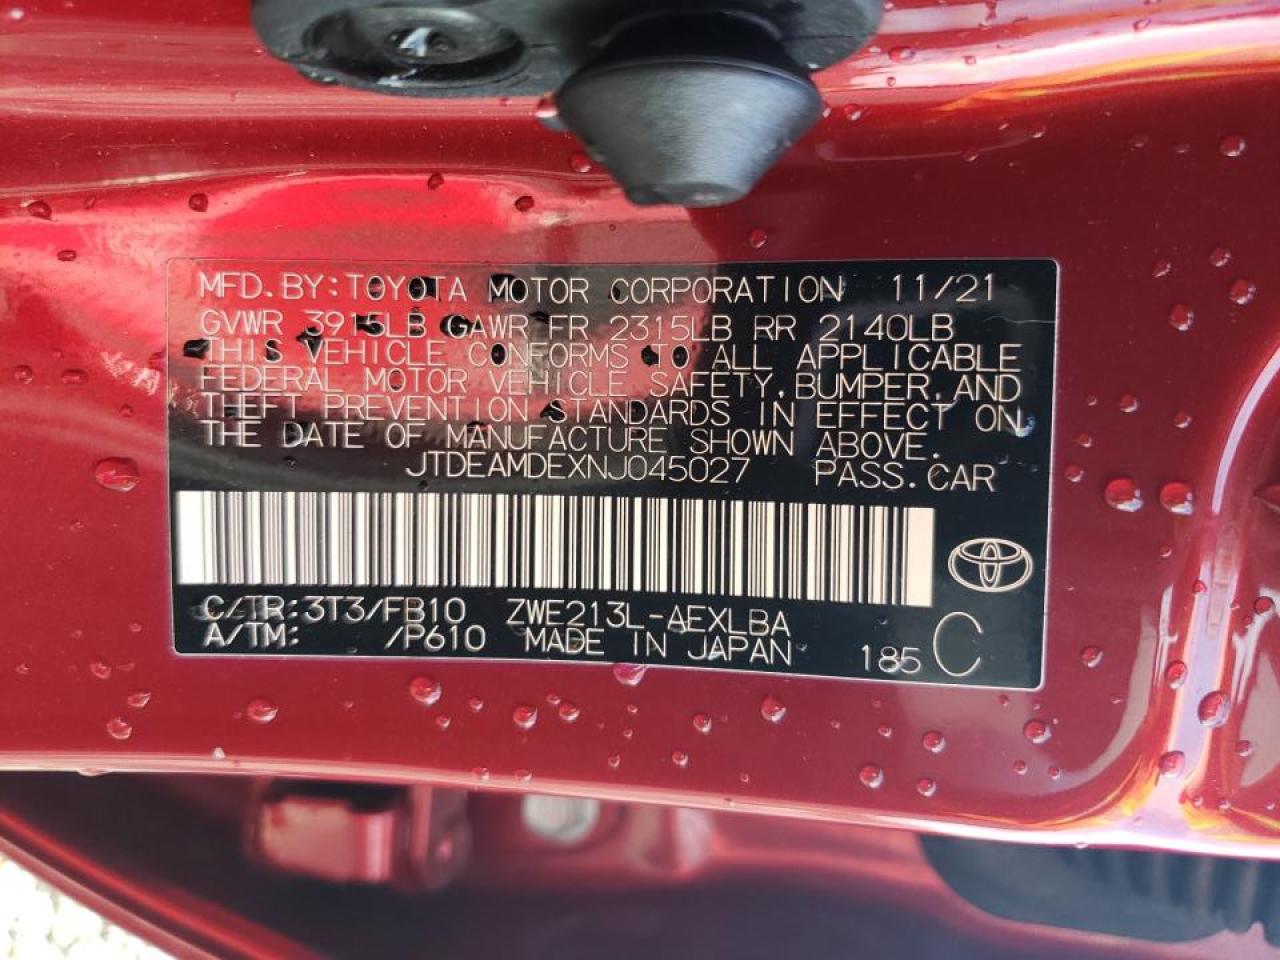 MFD.BY:TOYOTA MOTOR CORPORATION 11/21
GVWR 3915LB GAWR FR 2315LB RR 2140LB
THIS VEHICLE CONFORMS TO ALL APPLICABLE
FEDERAL MOTOR VEHICLE SAFETY,BUMPER,AND
THEFT PREVENTION STANDARDS IN EFFECT ON
THE DATE OF MANUFACTURE SHOWN ABOVE.
JTDEAMDEXNJ045027 PASS.CAR
C/TR:3T3/FB10 ZWE213L-AEXLBA
A/TM: /P610 MADE IN JAPAN 185 C